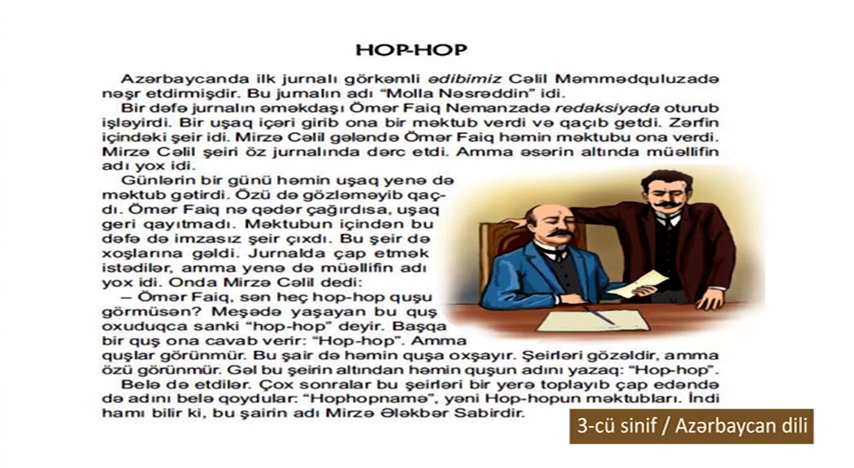 HOP-HOP
Azərbaycanda ilk jurnalı görkəmli ədibimiz Cəlil Məmmədquluzadə
nəşr etdirmişdir. Bu jurnalın adı “Molla Nəsrəddin” idi.
Bir dəfə jurnalın əməkdaşı Ömər Faiq Nemanzadə redaksiyada oturub
işləyirdi. Bir uşaq içəri girib ona bir məktub verdi və qaçıb getdi. Zərfin
içindəki şeir idi. Mirzə Cəlil gələndə Ömər Faiq həmin məktubu ona verdi.
Mirzə Cəlil şeiri öz jurnalında dərc etdi. Amma əsərin altında müəllifin
adı yox idi.
Günlərin bir günü həmin uşaq yenə də
məktub gətirdi. Özü də gözləməyib qaç-
dı. Ömər Faiq nə qədər çağırdısa, uşaq
geri qayıtmadı. Məktubun içindən bu
dəfə də imzasız şeir çıxdı. Bu şeir də
xoşlarına gəldi. Jurnalda çap etmək
istədilər, amma yenə də müəllifin adı
yox idi. Onda Mirzə Cəlil dedi:
– Ömər Faiq, sən heç hop-hop quşu
görmüsən? Meşədə yaşayan bu quş
oxuduqca sanki “hop-hop” deyir. Başqa
bir quş ona cavab verir: “Hop-hop”. Amma
quşlar görünmür. Bu şair də həmin quşa oxşayır. Şeirləri gözəldir, amma
özü görünmür. Gəl bu şeirin altından həmin quşun adını yazaq: “Hop-hop”.
Belə də etdilər. Çox sonralar bu şeirləri bir yerə toplayıb çap edəndə
də adını belə qoydular: “Hophopnamə”, yəni Hop-hopun məktubları. İndi
hamı bilir ki, bu şairin adı Mirzə Ələkbər Sabirdir.
3-cü sinif / Azərbaycan dili